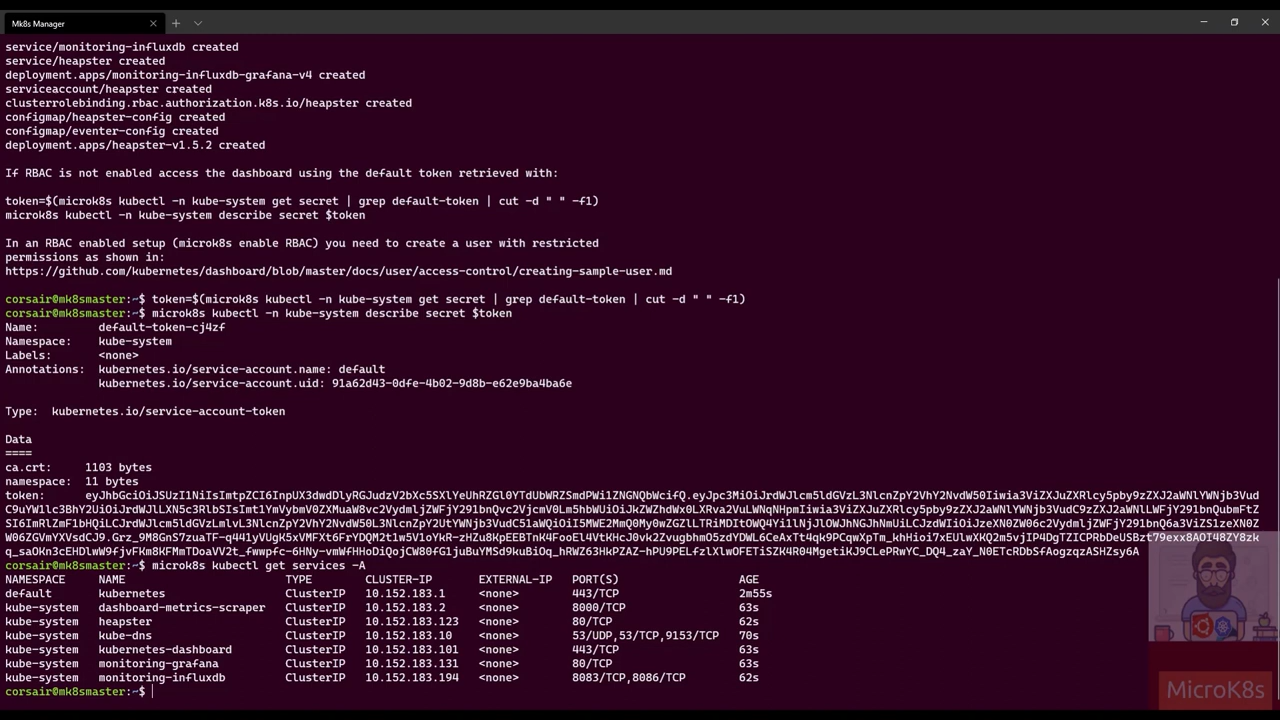 Mk8s Manager
service/monitoring-influxdb created
service/heapster created
deployment.apps/monitoring-influxdb-grafana-v4 created
serviceaccount/heapster created
clusterrolebinding.rbac.authorization.k8s.io/heapster created
configmap/heapster-config created
configmap/eventer-config created
deployment.apps/heapster-v1.5.2 created
If RBAC is not enabled access the dashboard using the default token retrieved with:
token=$(microk8s kubectl -n kube-system get secret | grep default-token | cut -d " " -f1)
microk8s kubectl -n kube-system describe secret $token
In an RBAC enabled setup (microk8s enable RBAC) you need to create a user with restricted
permissions as shown in:
https://github.com/kubernetes/dashboard/blob/master/docs/user/access-control/creating-sample-user.md
corsair@mk8smaster:~$ token=$(microk8s kubectl -n kube-system get secret | grep default-token | cut -d " " -f1)
corsair@mk8smaster:~$ microk8s kubectl -n kube-system describe secret $token
Name: default-token-cj4zf
Namespace: kube-system
Labels: <none>
Annotations: kubernetes.io/service-account.name: default
kubernetes.io/service-account.uid: 91a62d43-0dfe-4b02-9d8b-e62e9ba4ba6e
Type: kubernetes.io/service-account-token
Data
====
ca.crt: 1103 bytes
namespace: 11 bytes
token:
corsair@mk8smaster:~$ microk8s kubectl get services -A
NAMESPACE NAME TYPE CLUSTER-IP EXTERNAL-IP PORT(S) AGE
default kubernetes ClusterIP 10.152.183.1 <none> 443/TCP 2m55s
kube-system dashboard-metrics-scraper ClusterIP 10.152.183.2 <none> 8000/TCP 63s
kube-system heapster ClusterIP 10.152.183.123 <none> 80/TCP 62s
kube-system kube-dns ClusterIP 10.152.183.10 <none> 53/UDP,53/TCP,9153/TCP 70s
kube-system kubernetes-dashboard ClusterIP 10.152.183.101 <none> 443/TCP 63s
kube-system monitoring-grafana ClusterIP 10.152.183.131 <none> 80/TCP 63s
kube-system monitoring-influxdb ClusterIP 10.152.183.194 <none> 8083/TCP,8086/TCP 62s
corsair@mk8smaster:~$
MicroK8s